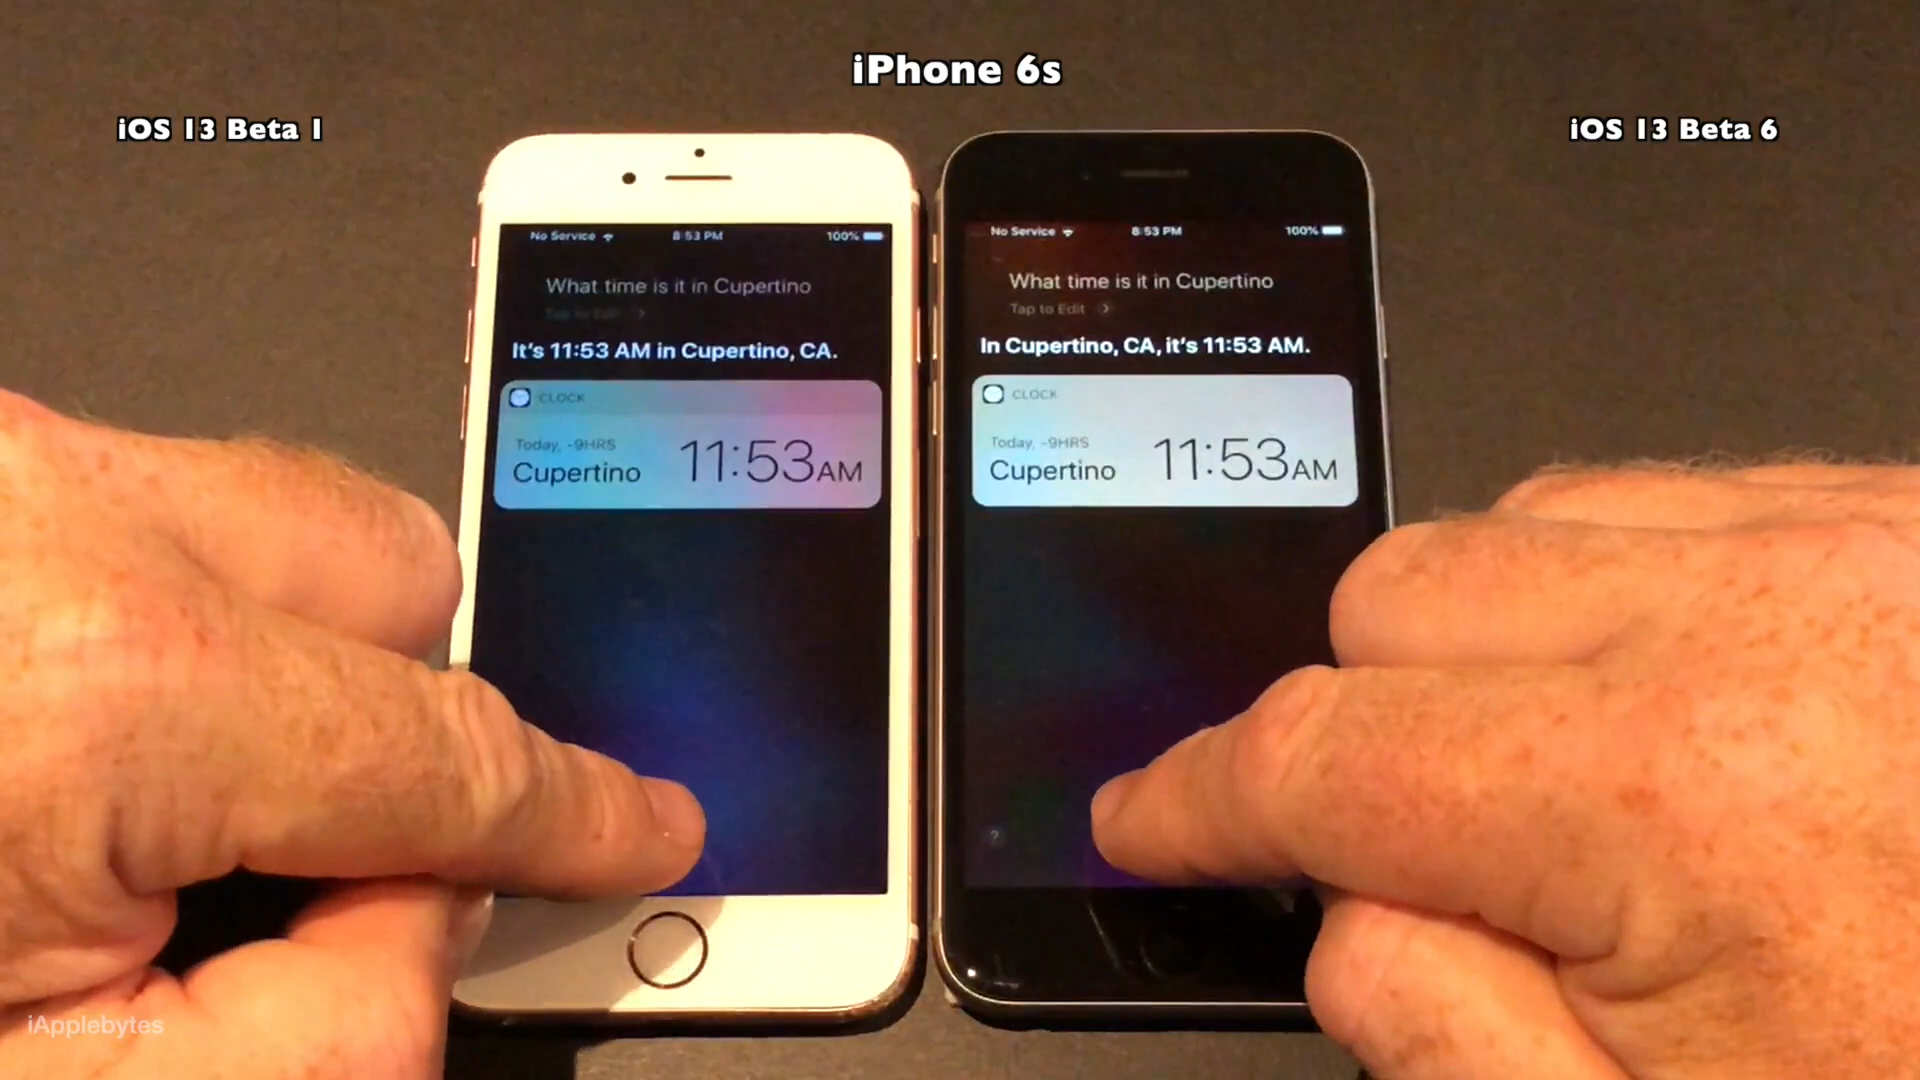 iPhone 6s
iOS 13 Beta 1
iOS 13 Beta 6
No Service 8:53 PM 100%
What time is it in Cupertino
Tap to Edit
It's 11:53 AM in Cupertino, CA.
CLOCK
Today, -9HRS
Cupertino 11:53AM
No Service 8:53 PM 100%
What time is it in Cupertino
Tap to Edit
In Cupertino, CA, it's 11:53 AM.
CLOCK
Today, -9HRS
Cupertino 11:53AM
?
iApplebytes